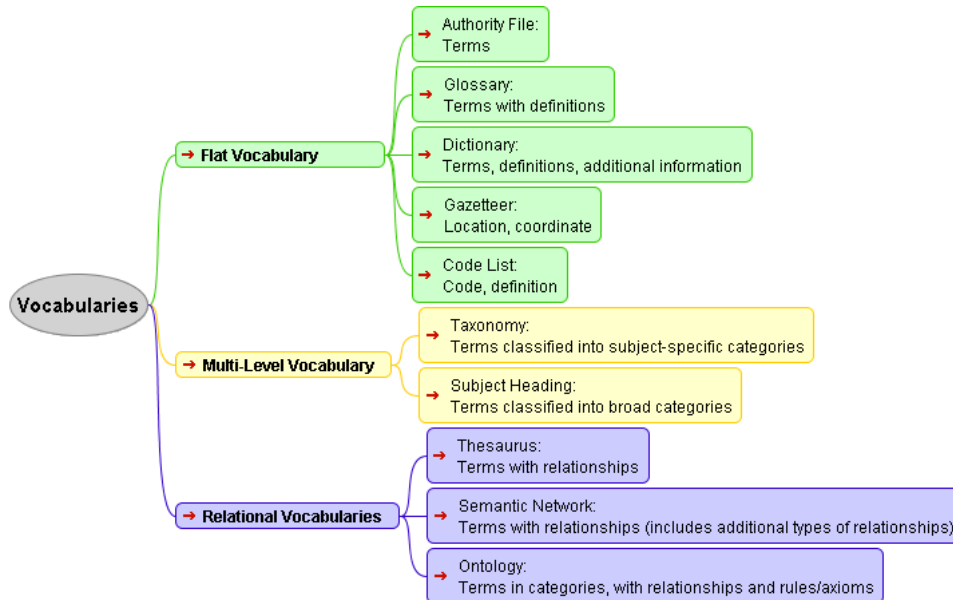 Vocabularies
Flat Vocabulary
Authority File:
Terms
Glossary:
Terms with definitions
Dictionary:
Terms, definitions, additional information
Gazetteer:
Location, coordinate
Code List:
Code, definition
Multi-Level Vocabulary
Taxonomy:
Terms classified into subject-specific categories
Subject Heading:
Terms classified into broad categories
Relational Vocabularies
Thesaurus:
Terms with relationships
Semantic Network:
Terms with relationships (includes additional types of relationships)
Ontology:
Terms in categories, with relationships and rules/axioms